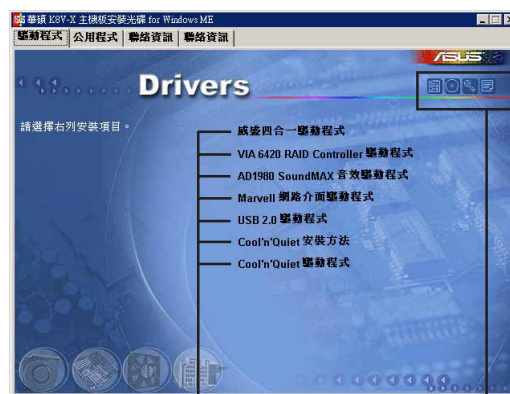 華碩 K8V-X 主機板安裝光碟 for Windows ME
驅動程式 公用程式 聯絡資訊 聯絡資訊
ASUS
Drivers
請選擇右列安裝項目。
威盛四合一驅動程式
VIA 6420 RAID Controller 驅動程式
AD1980 SoundMAX 音效驅動程式
Marvell 網路介面驅動程式
USB 2.0 驅動程式
Cool'n'Quiet 安裝方法
Cool'n'Quiet 驅動程式